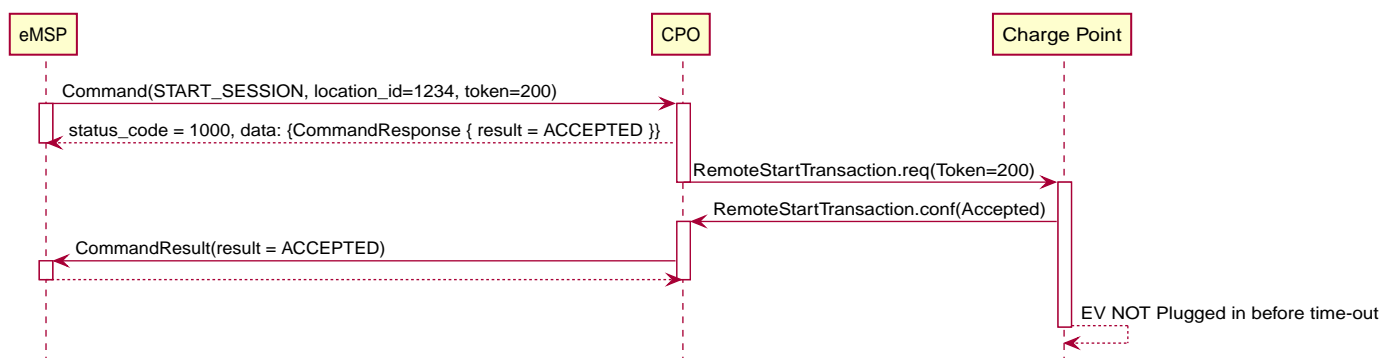 eMSP
CPO
Charge Point
Command(START_SESSION, location_id=1234, token=200)
status_code = 1000, data: {CommandResponse { result = ACCEPTED }}
RemoteStartTransaction.req(Token=200)
RemoteStartTransaction.conf(Accepted)
CommandResult(result = ACCEPTED)
EV NOT Plugged in before time-out